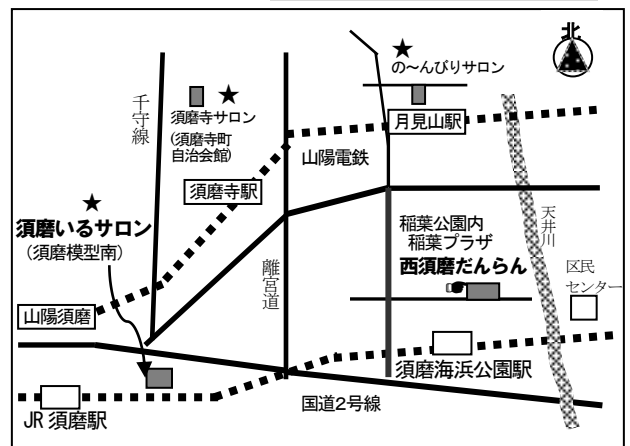 北
の～んびりサロン
千守線
須磨寺サロン
(須磨寺町
自治会館)
月見山駅
山陽電鉄
須磨寺駅
須磨いるサロン
(須磨模型南)
稲葉公園内
稲葉プラザ
西須磨だんらん
天井川
区民
センター
離宮道
山陽須磨
須磨海浜公園駅
国道2号線
JR 須磨駅